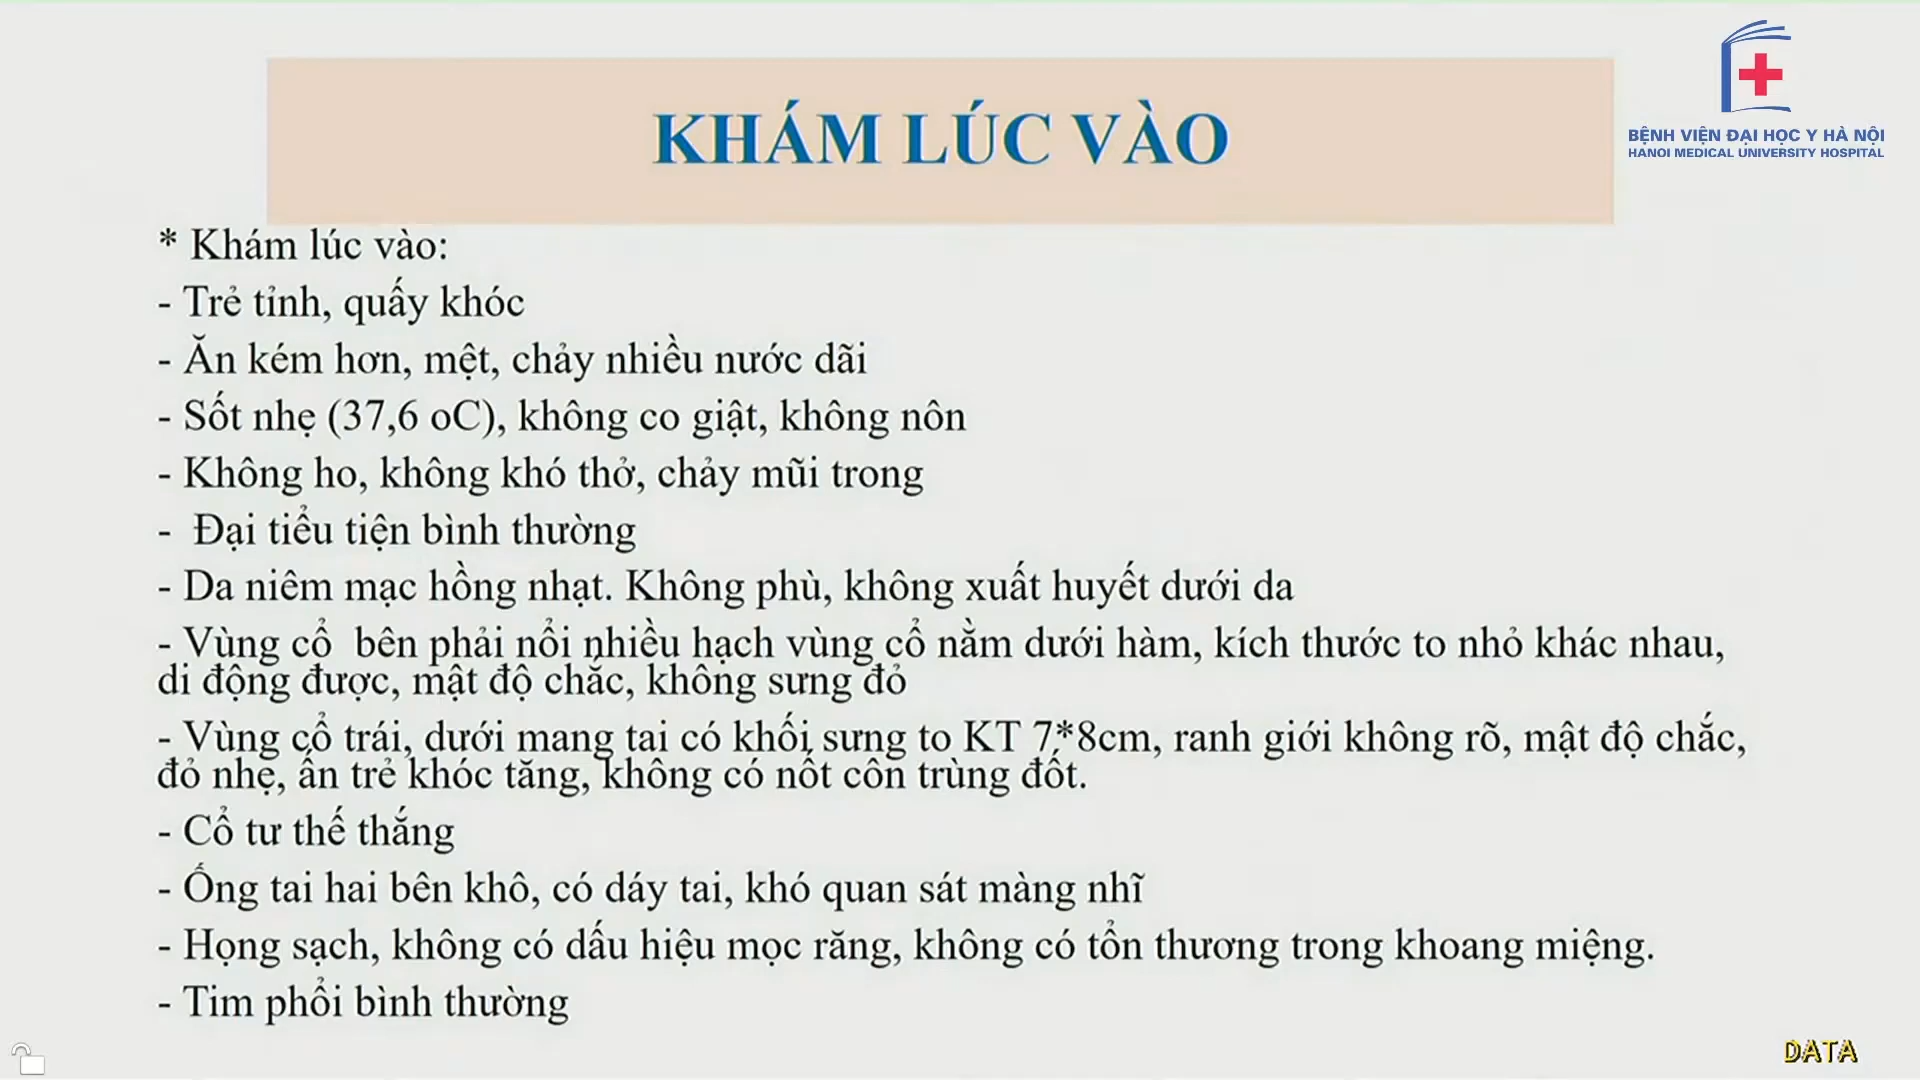 BỆNH VIỆN ĐẠI HỌC Y HÀ NỘI
HANOI MEDICAL UNIVERSITY HOSPITAL
KHÁM LÚC VÀO
* Khám lúc vào:
- Trẻ tỉnh, quấy khóc
- Ăn kém hơn, mệt, chảy nhiều nước dãi
- Sốt nhẹ (37,6 oC), không co giật, không nôn
- Không ho, không khó thở, chảy mũi trong
- Đại tiểu tiện bình thường
- Da niêm mạc hồng nhạt. Không phù, không xuất huyết dưới da
- Vùng cổ bên phải nổi nhiều hạch vùng cổ nằm dưới hàm, kích thước to nhỏ khác nhau,
di động được, mật độ chắc, không sưng đỏ
- Vùng cổ trái, dưới mang tai có khối sưng to KT 7*8cm, ranh giới không rõ, mật độ chắc,
đỏ nhẹ, ấn trẻ khóc tăng, không có nốt côn trùng đốt.
- Cổ tư thế thẳng
- Ống tai hai bên khô, có dáy tai, khó quan sát màng nhĩ
- Họng sạch, không có dấu hiệu mọc răng, không có tổn thương trong khoang miệng.
- Tim phổi bình thường
DATA